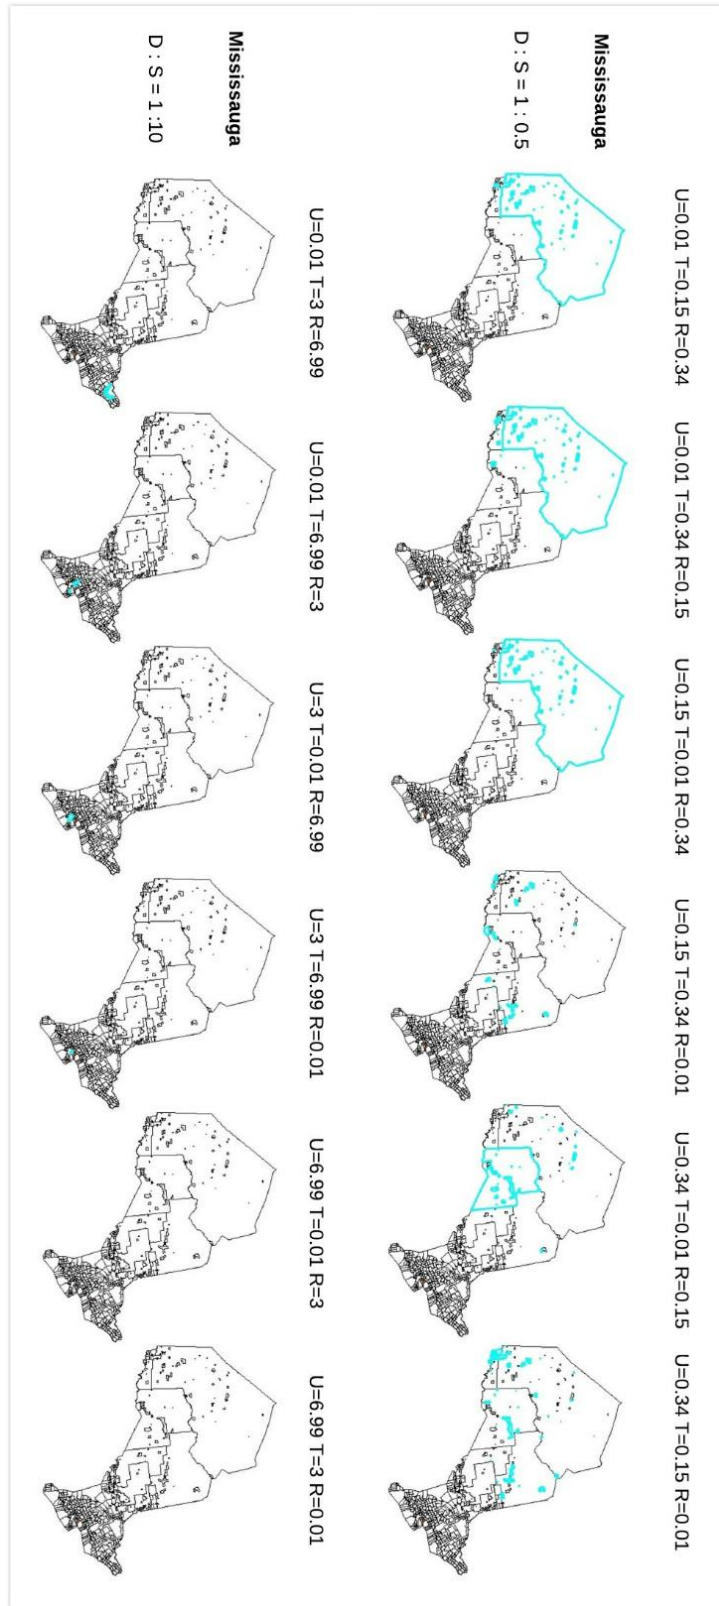 Mississauga
D : S = 1 : 0.5
U=0.01 T=0.15 R=0.34
U=0.01 T=0.34 R=0.15
U=0.15 T=0.01 R=0.34
U=0.15 T=0.34 R=0.01
U=0.34 T=0.01 R=0.15
U=0.34 T=0.15 R=0.01
Mississauga
D : S = 1 :10
U=0.01 T=3 R=6.99
U=0.01 T=6.99 R=3
U=3 T=0.01 R=6.99
U=3 T=6.99 R=0.01
U=6.99 T=0.01 R=3
U=6.99 T=3 R=0.01